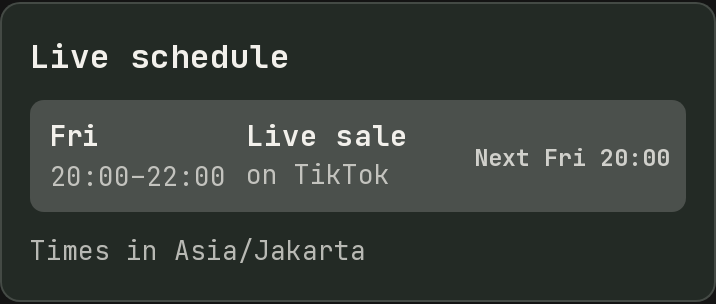 Live schedule
Fri
20:00–22:00
Live sale
on TikTok
Next Fri 20:00
Times in Asia/Jakarta